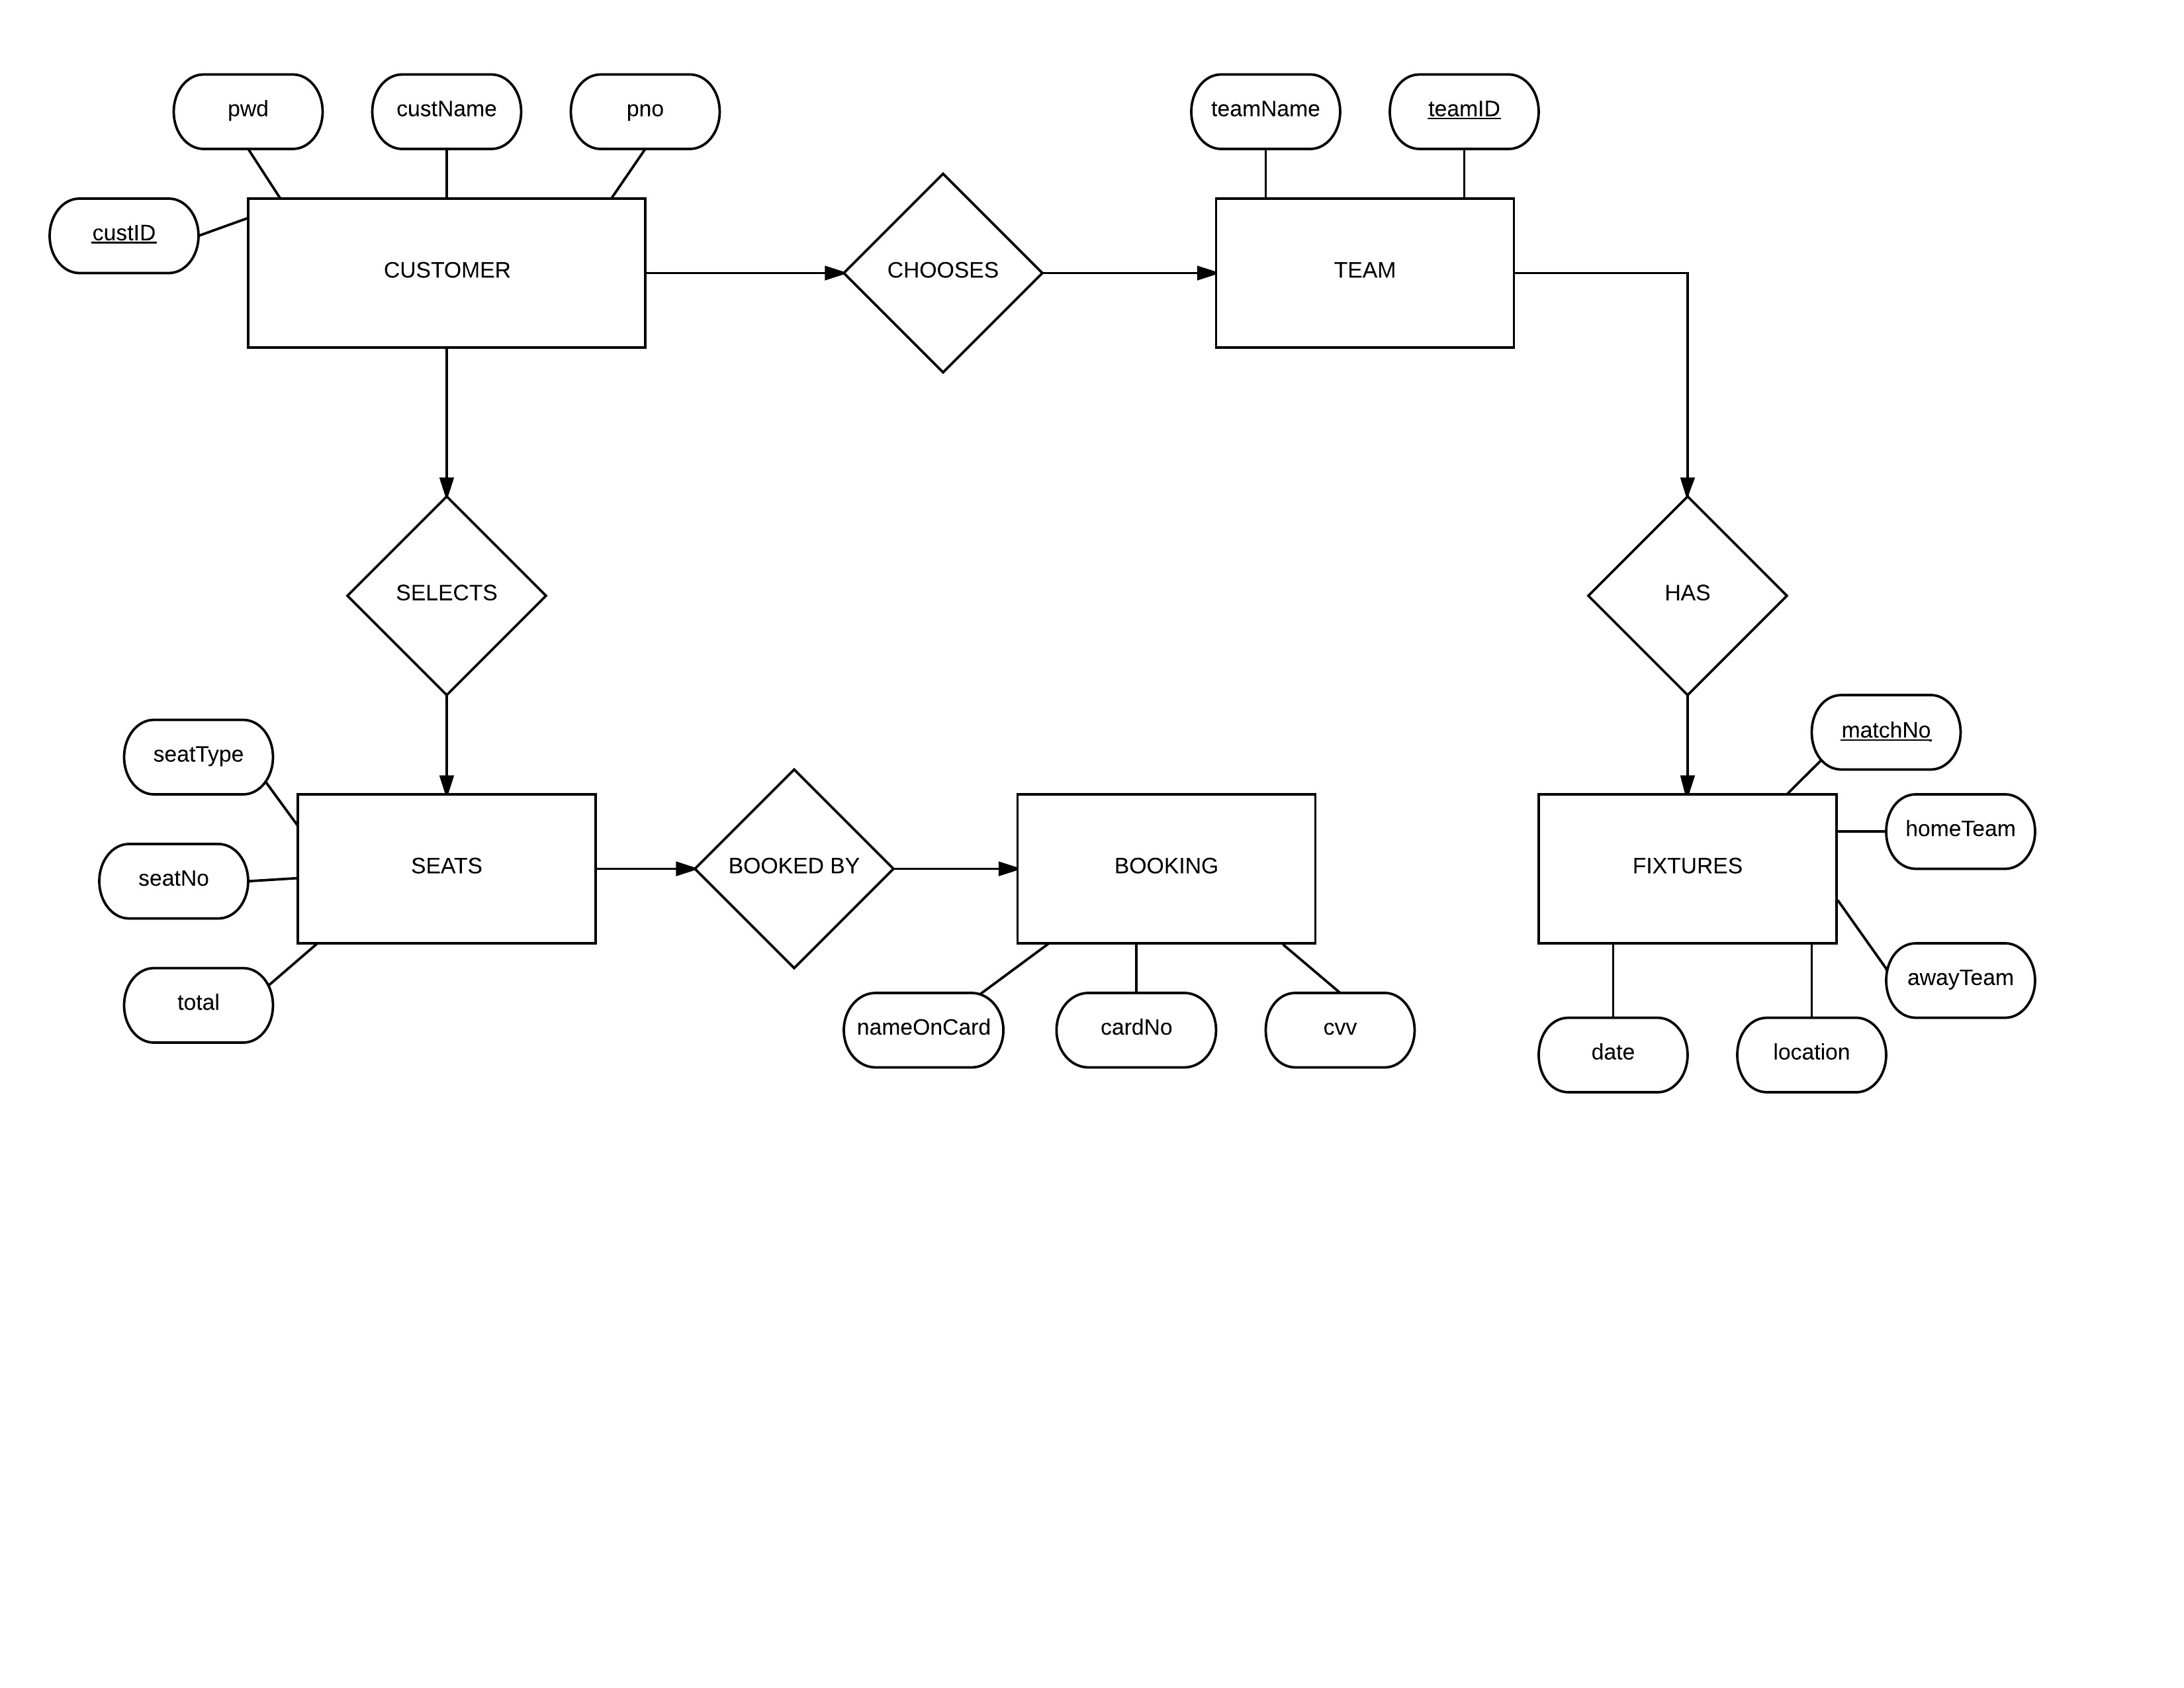 pwd
custName
pno
teamName
teamID
custID
CUSTOMER
CHOOSES
TEAM
SELECTS
HAS
matchNo
seatType
homeTeam
SEATS
BOOKED BY
BOOKING
FIXTURES
seatNo
awayTeam
total
nameOnCard
cardNo
cvv
date
location